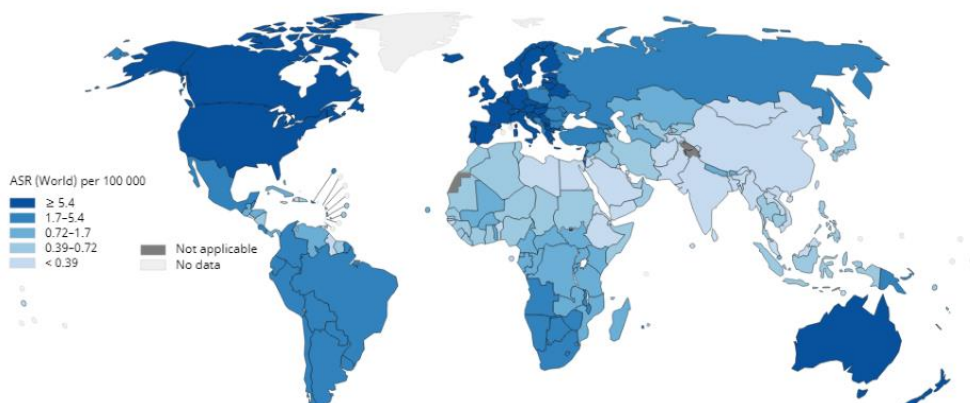 ASR (World) per 100 000
≥ 5.4
1.7–5.4
0.72–1.7
0.39–0.72
< 0.39
Not applicable
No data